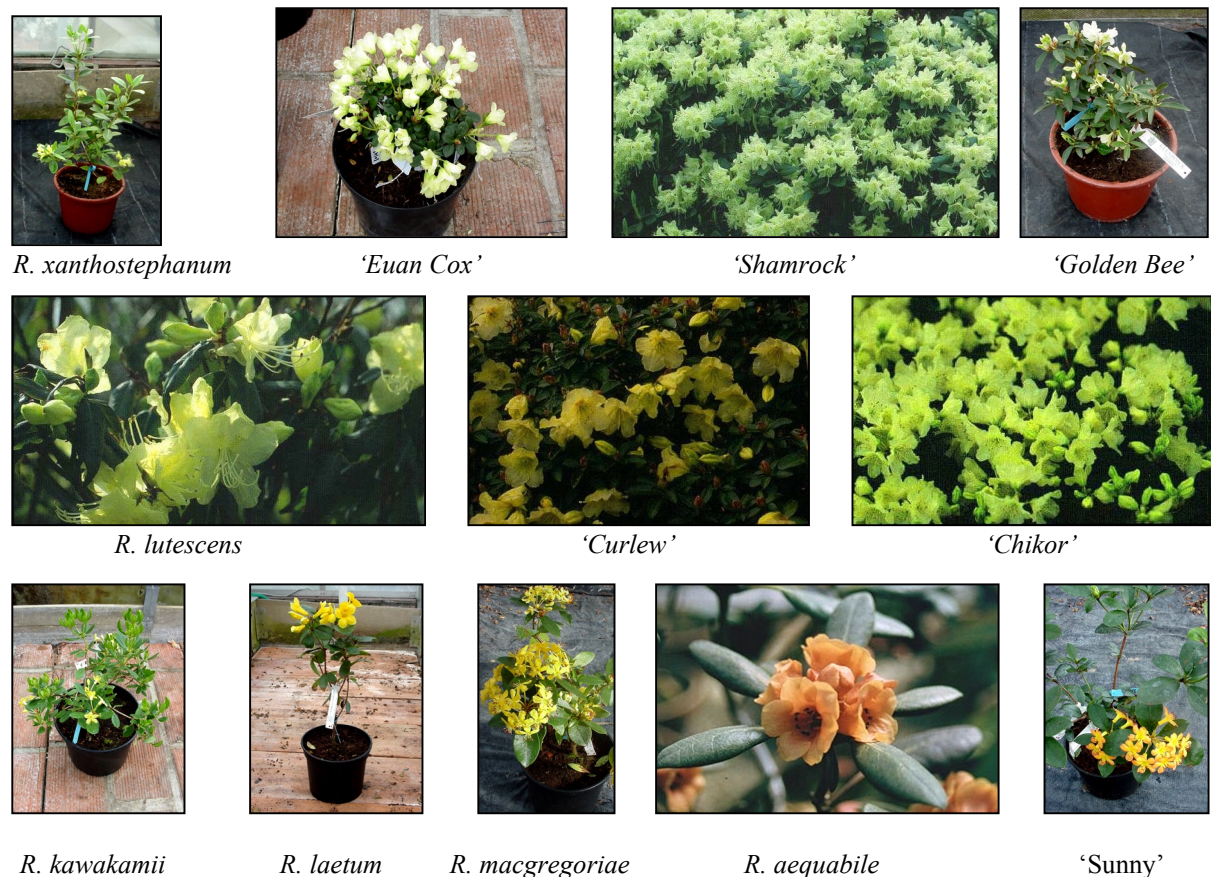 R. xanthostephanum ‘Euan Cox’ ‘Shamrock’ ‘Golden Bee’
R. lutescens ‘Curlew’ ‘Chikor’
R. kawakamii R. laetum R. macgregoriae R. aequabile ‘Sunny’